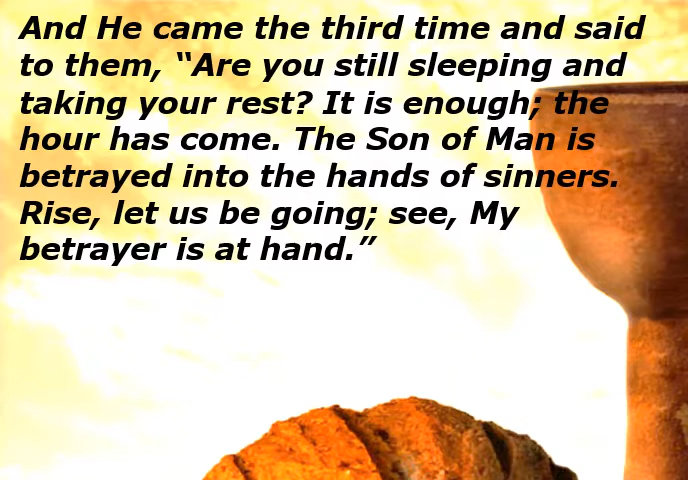 And He came the third time and said
to them, “Are you still sleeping and
taking your rest? It is enough; the
hour has come. The Son of Man is
betrayed into the hands of sinners.
Rise, let us be going; see, My
betrayer is at hand.”